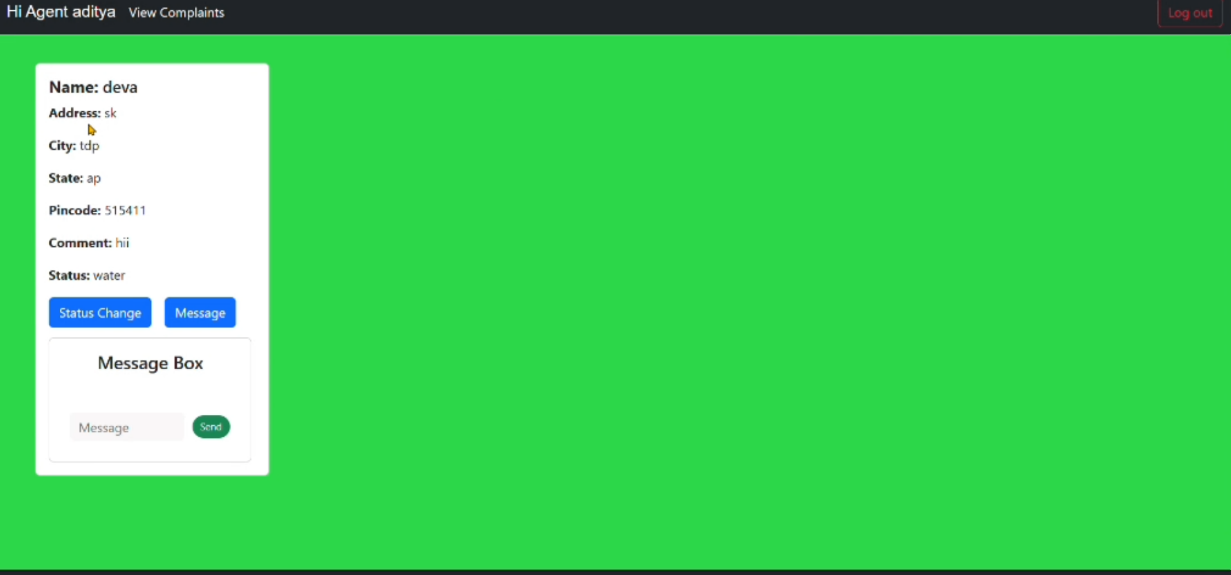 Hi Agent aditya View Complaints Log out
Name: deva
Address: sk
City: tdp
State: ap
Pincode: 515411
Comment: hii
Status: water
Status Change Message
Message Box
Message Send